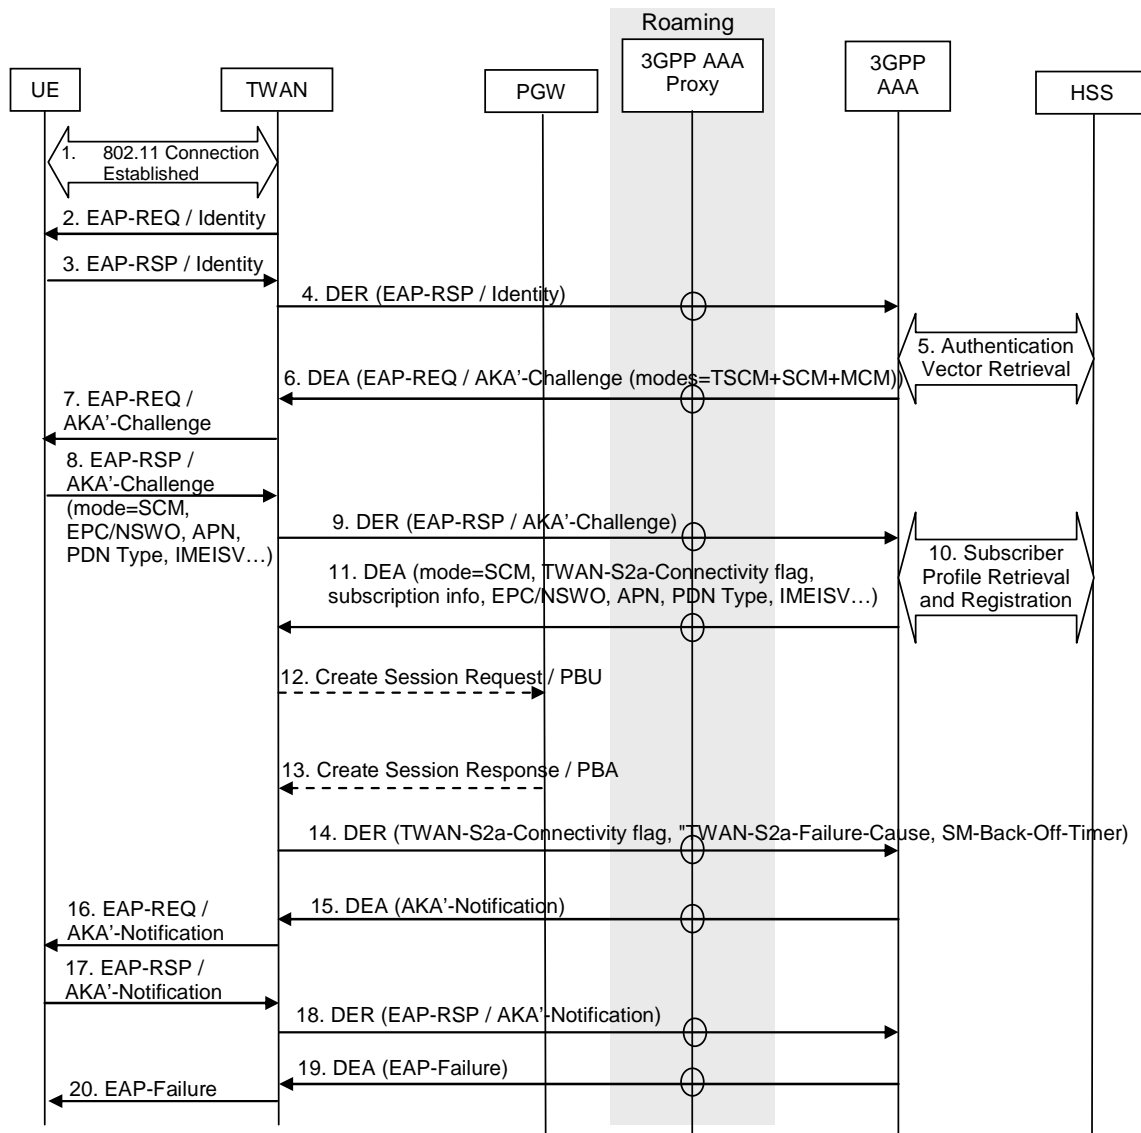 Roaming
UE
TWAN
PGW
3GPP AAA
Proxy
3GPP
AAA
HSS
1. 802.11 Connection
Established
2. EAP-REQ / Identity
3. EAP-RSP / Identity
4. DER (EAP-RSP / Identity)
5. Authentication
Vector Retrieval
6. DEA (EAP-REQ / AKA'-Challenge (modes=TSCM+SCM+MCM))
7. EAP-REQ /
AKA'-Challenge
8. EAP-RSP /
AKA'-Challenge
(mode=SCM,
EPC/NSWO, APN,
PDN Type, IMEISV…)
9. DER (EAP-RSP / AKA'-Challenge)
10. Subscriber
Profile Retrieval
and Registration
11. DEA (mode=SCM, TWAN-S2a-Connectivity flag,
subscription info, EPC/NSWO, APN, PDN Type, IMEISV…)
12. Create Session Request / PBU
13. Create Session Response / PBA
14. DER (TWAN-S2a-Connectivity flag, "TWAN-S2a-Failure-Cause, SM-Back-Off-Timer)
15. DEA (AKA'-Notification)
16. EAP-REQ /
AKA'-Notification
17. EAP-RSP /
AKA'-Notification
18. DER (EAP-RSP / AKA'-Notification)
19. DEA (EAP-Failure)
20. EAP-Failure